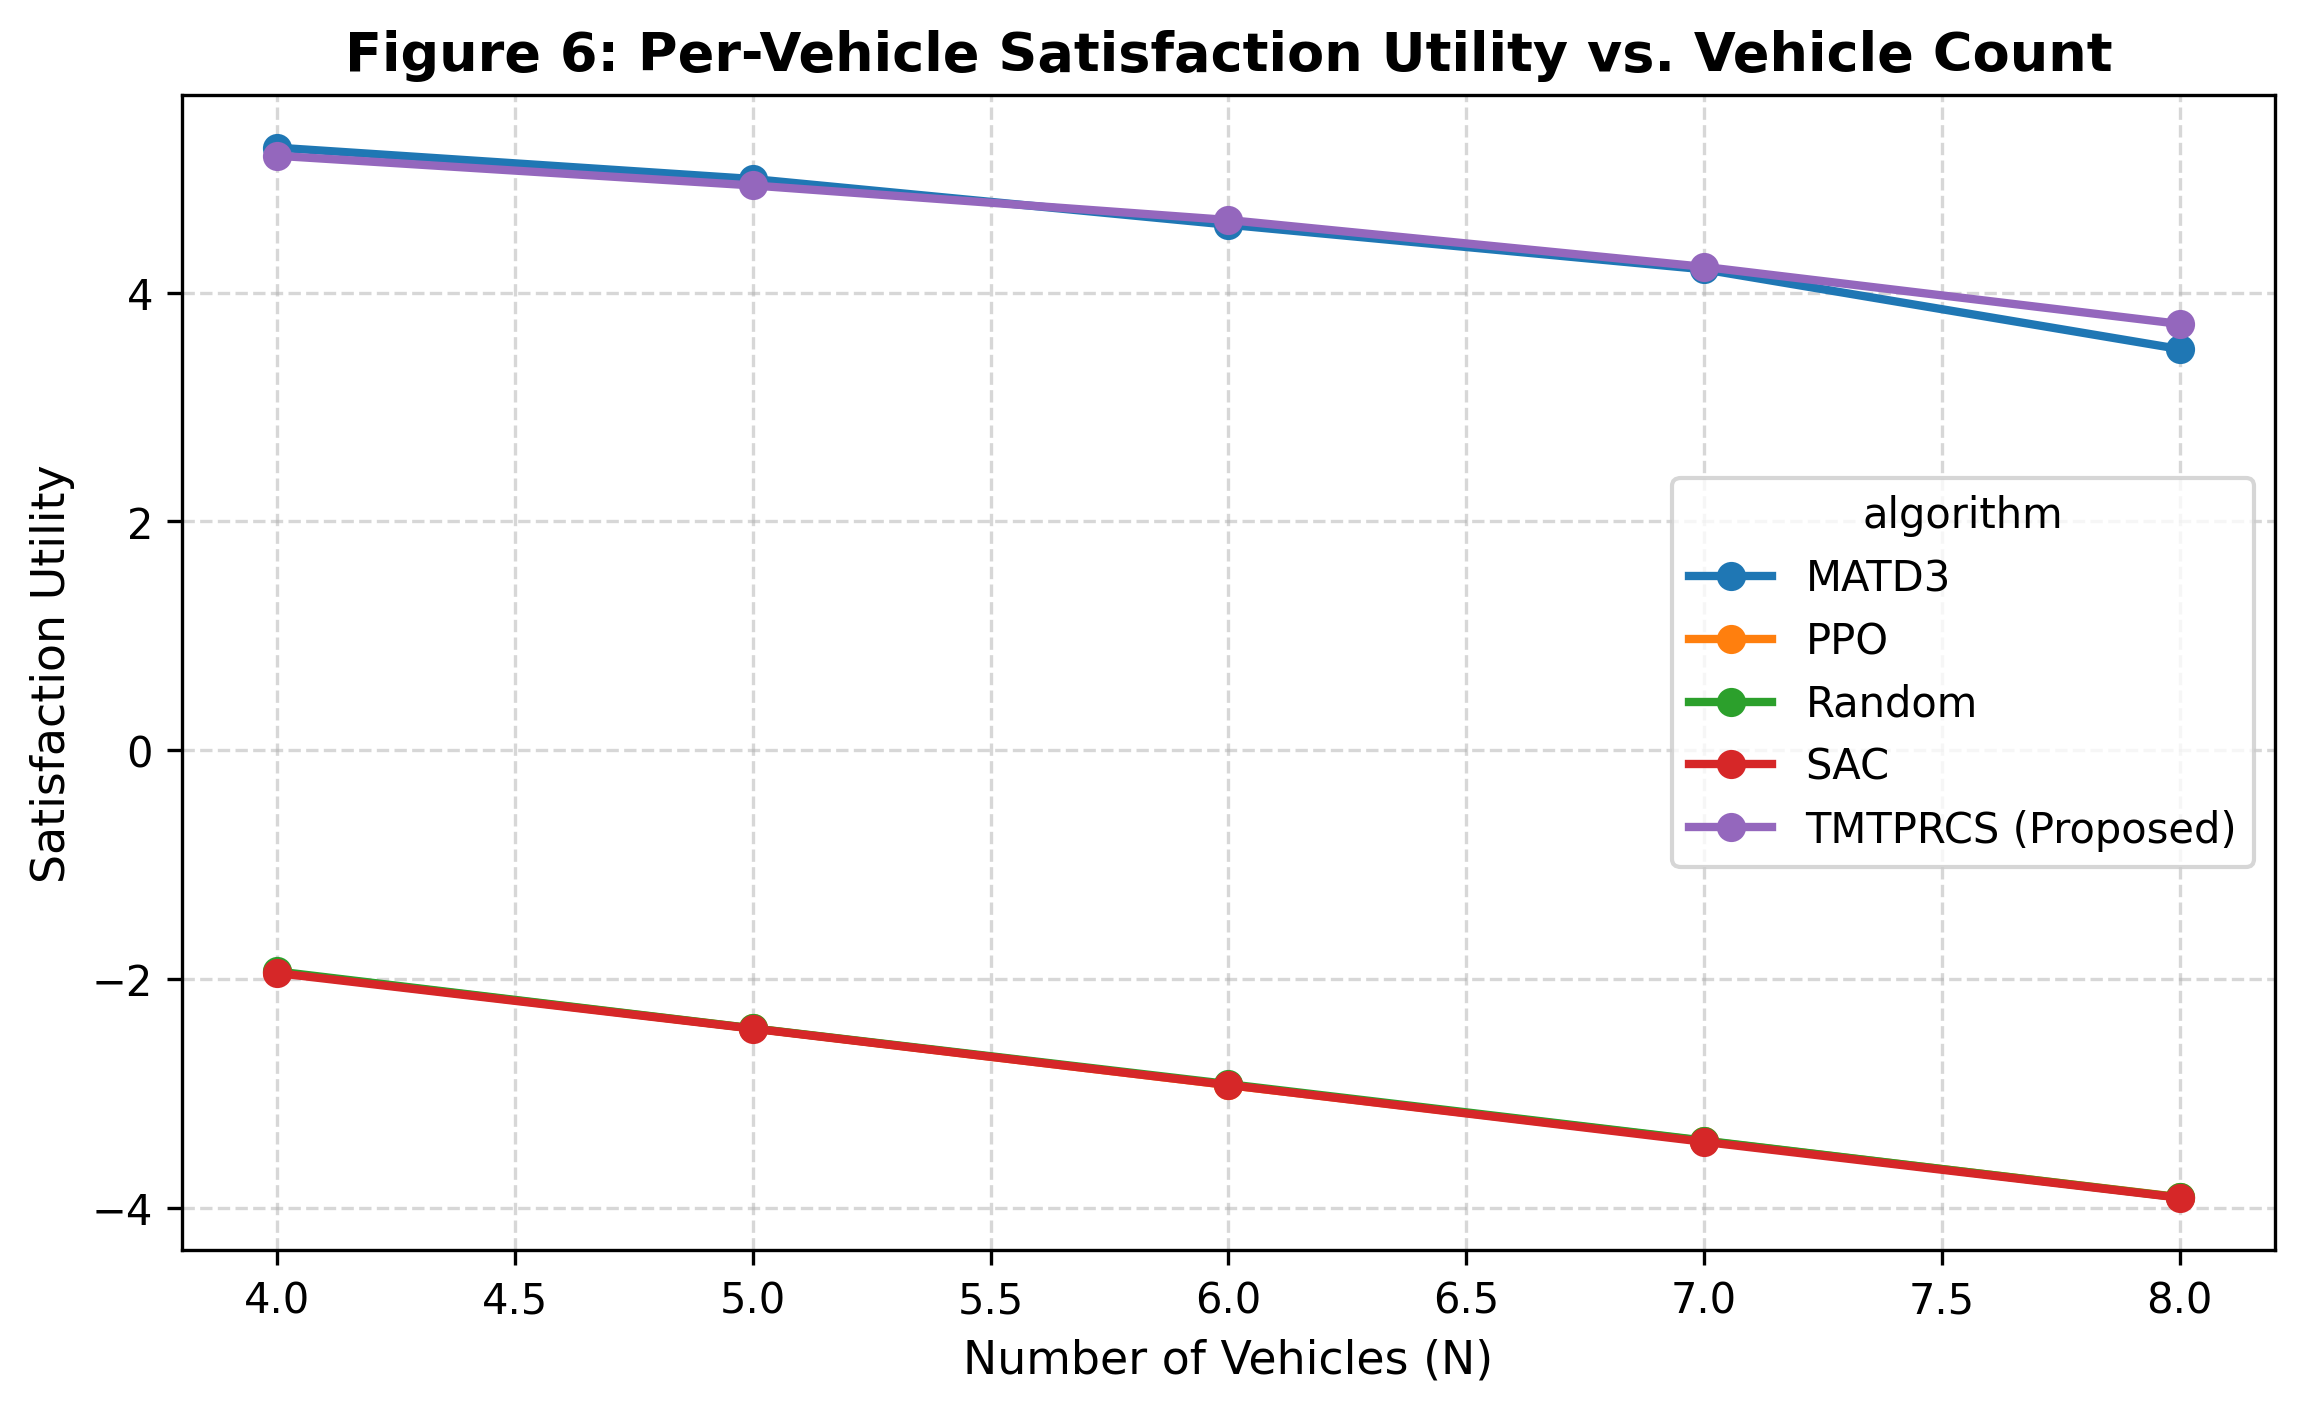 Figure 6: Per-Vehicle Satisfaction Utility vs. Vehicle Count
Satisfaction Utility
4
2
0
−2
−4
algorithm
MATD3
PPO
Random
SAC
TMTPRCS (Proposed)
4.0 4.5 5.0 5.5 6.0 6.5 7.0 7.5 8.0
Number of Vehicles (N)